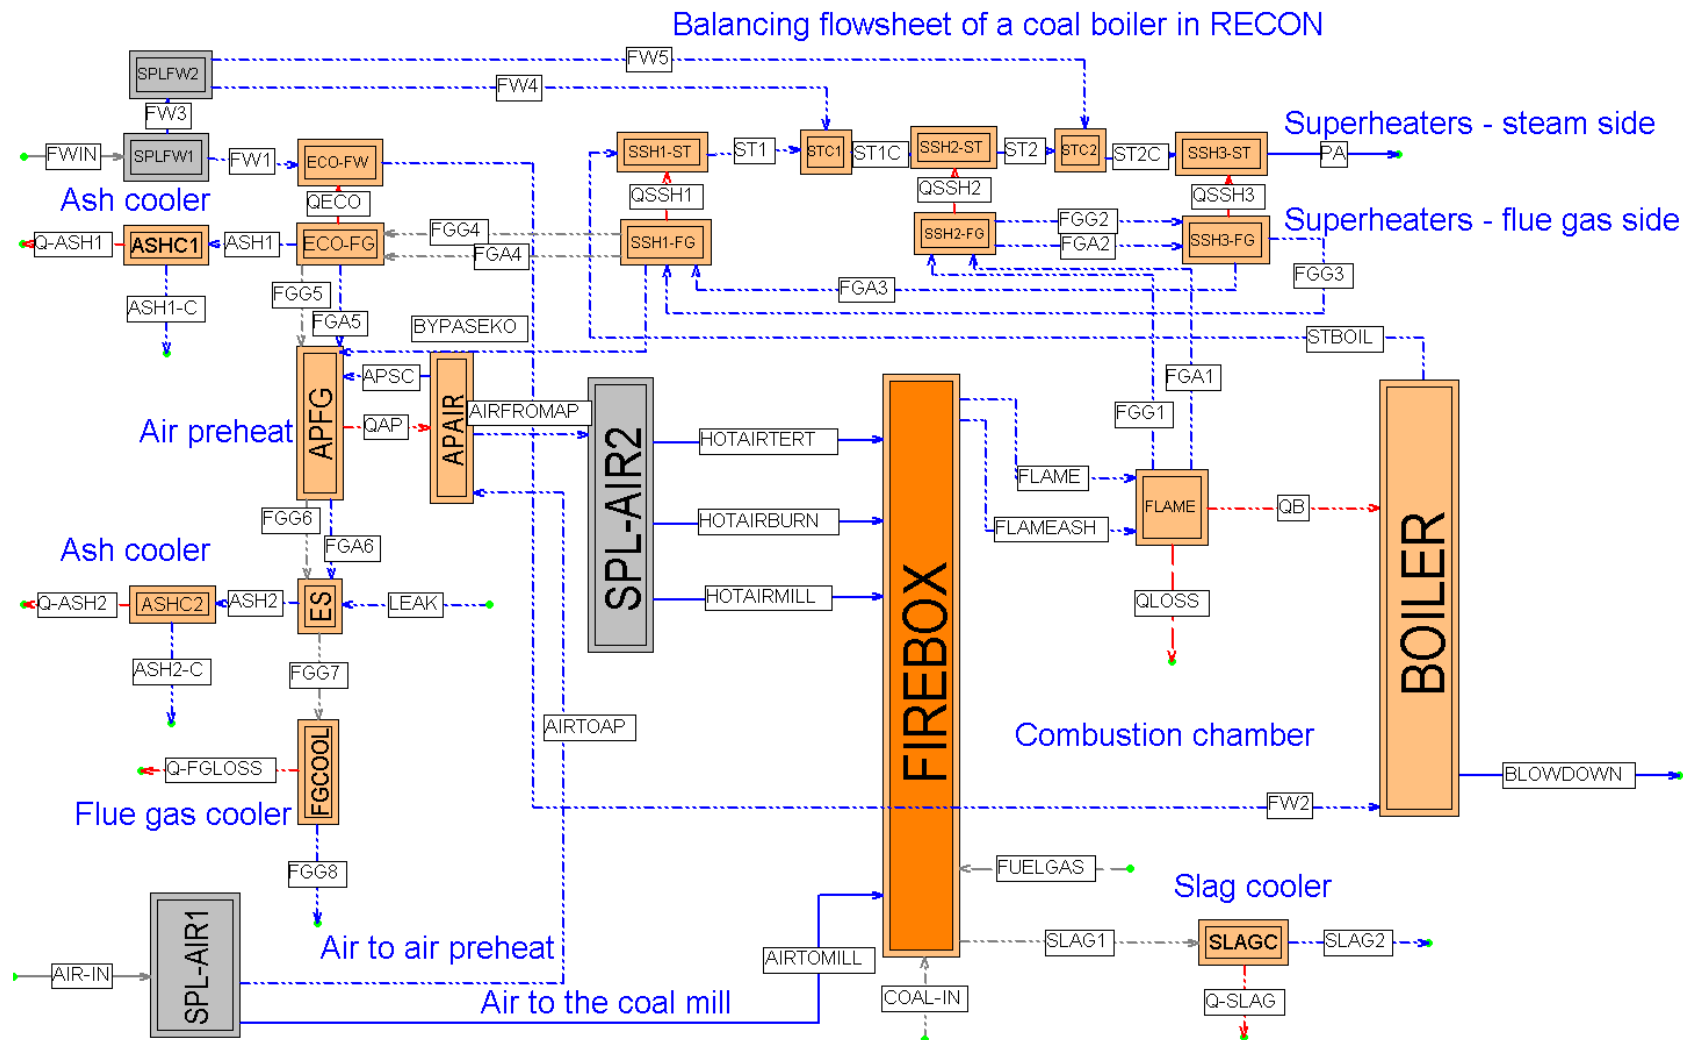 Balancing flowsheet of a coal boiler in RECON
SPLFW2
FW5
FW4
FW3
FWIN
SPLFW1
FW1
ECO-FW
SSH1-ST
ST1
STC1
ST1C
SSH2-ST
ST2
STC2
ST2C
SSH3-ST
PA
Superheaters - steam side
Ash cooler
QECO
QSSH1
QSSH2
QSSH3
Q-ASH1
ASHC1
ASH1
ECO-FG
FGG4
FGA4
SSH1-FG
SSH2-FG
FGG2
FGA2
SSH3-FG
Superheaters - flue gas side
ASH1-C
FGG5
FGA5
FGA3
FGG3
BYPASEKO
STBOIL
APSC
FGA1
FGG1
Air preheat
APFG
QAP
APAIR
AIRFROMAP
SPL-AIR2
HOTAIRTERT
FLAME
FLAME
QB
BOILER
FGG6
HOTAIRBURN
FLAMEASH
Ash cooler
FGA6
Q-ASH2
ASHC2
ASH2
ES
LEAK
HOTAIRMILL
FIREBOX
QLOSS
ASH2-C
FGG7
AIRTOAP
Combustion chamber
Q-FGLOSS
FGCOOL
BLOWDOWN
Flue gas cooler
FW2
FGG8
FUELGAS
Slag cooler
SPL-AIR1
Air to air preheat
AIRTOMILL
SLAG1
SLAGC
SLAG2
AIR-IN
Air to the coal mill
COAL-IN
Q-SLAG